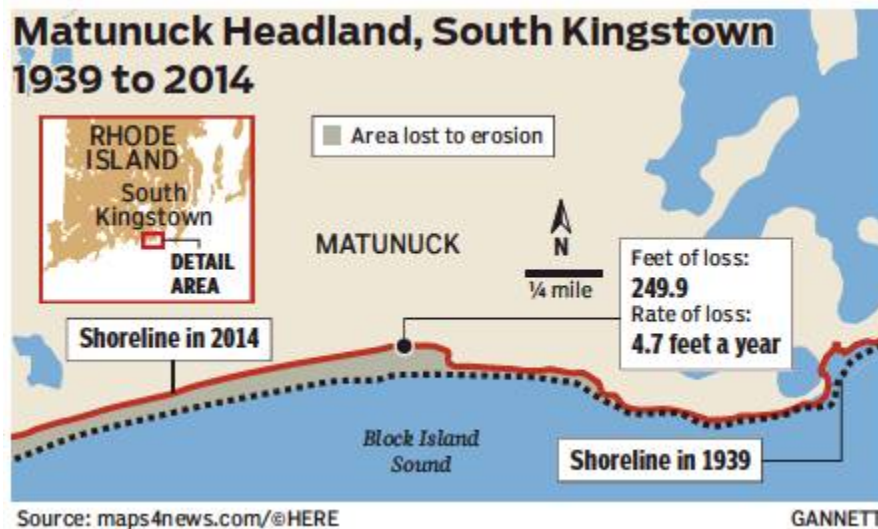 Matunuck Headland, South Kingstown
1939 to 2014
RHODE
ISLAND
South
Kingstown
DETAIL
AREA
Area lost to erosion
MATUNUCK
N
¼ mile
Feet of loss:
249.9
Rate of loss:
4.7 feet a year
Shoreline in 2014
Block Island
Sound
Shoreline in 1939
Source: maps4news.com/©HERE
GANNETT